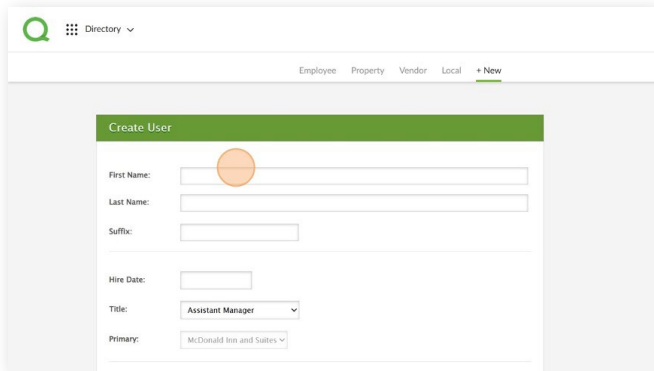 Directory
Employee Property Vendor Local + New
Create User
First Name:
Last Name:
Suffix:
Hire Date:
Title: Assistant Manager
Primary: McDonald Inn and Suites